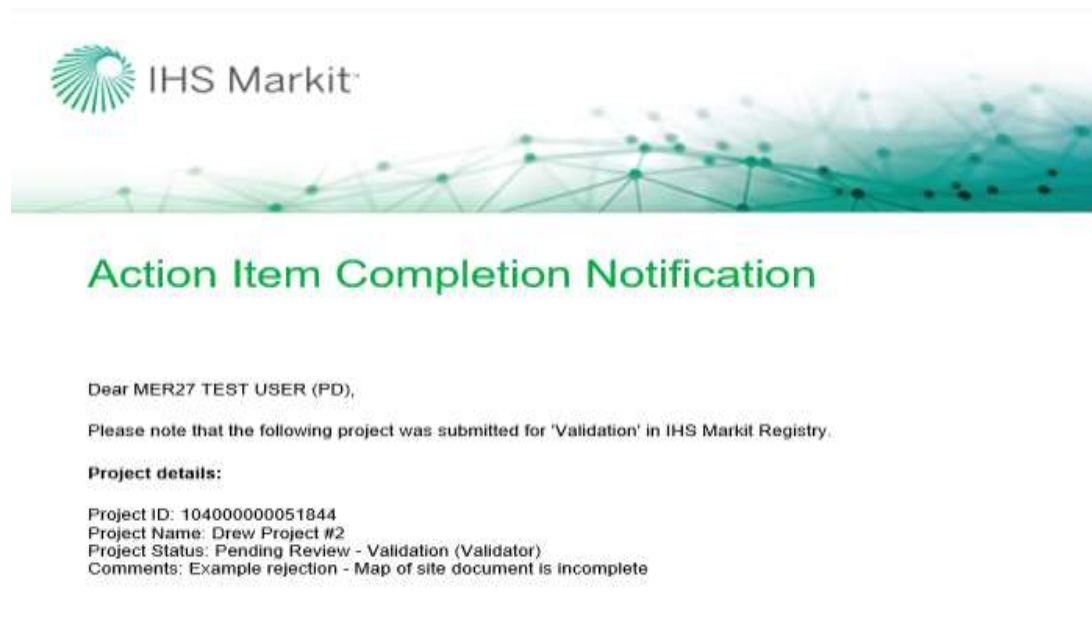 IHS Markit™
Action Item Completion Notification
Dear MER27 TEST USER (PD),
Please note that the following project was submitted for 'Validation' in IHS Markit Registry.
Project details:
Project ID: 104000000051844
Project Name: Drew Project #2
Project Status: Pending Review - Validation (Validator)
Comments: Example rejection - Map of site document is incomplete